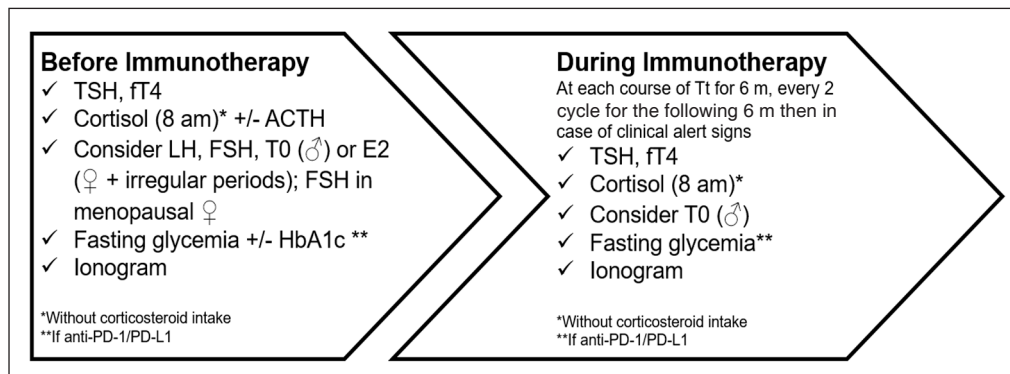 Before Immunotherapy
✓ TSH, fT4
✓ Cortisol (8 am)* +/- ACTH
✓ Consider LH, FSH, T0 (♂) or E2
(♀ + irregular periods); FSH in
menopausal ♀
✓ Fasting glycemia +/- HbA1c **
✓ Ionogram
*Without corticosteroid intake
**If anti-PD-1/PD-L1
During Immunotherapy
At each course of Tt for 6 m, every 2
cycle for the following 6 m then in
case of clinical alert signs
✓ TSH, fT4
✓ Cortisol (8 am)*
✓ Consider T0 (♂)
✓ Fasting glycemia**
✓ Ionogram
*Without corticosteroid intake
**If anti-PD-1/PD-L1